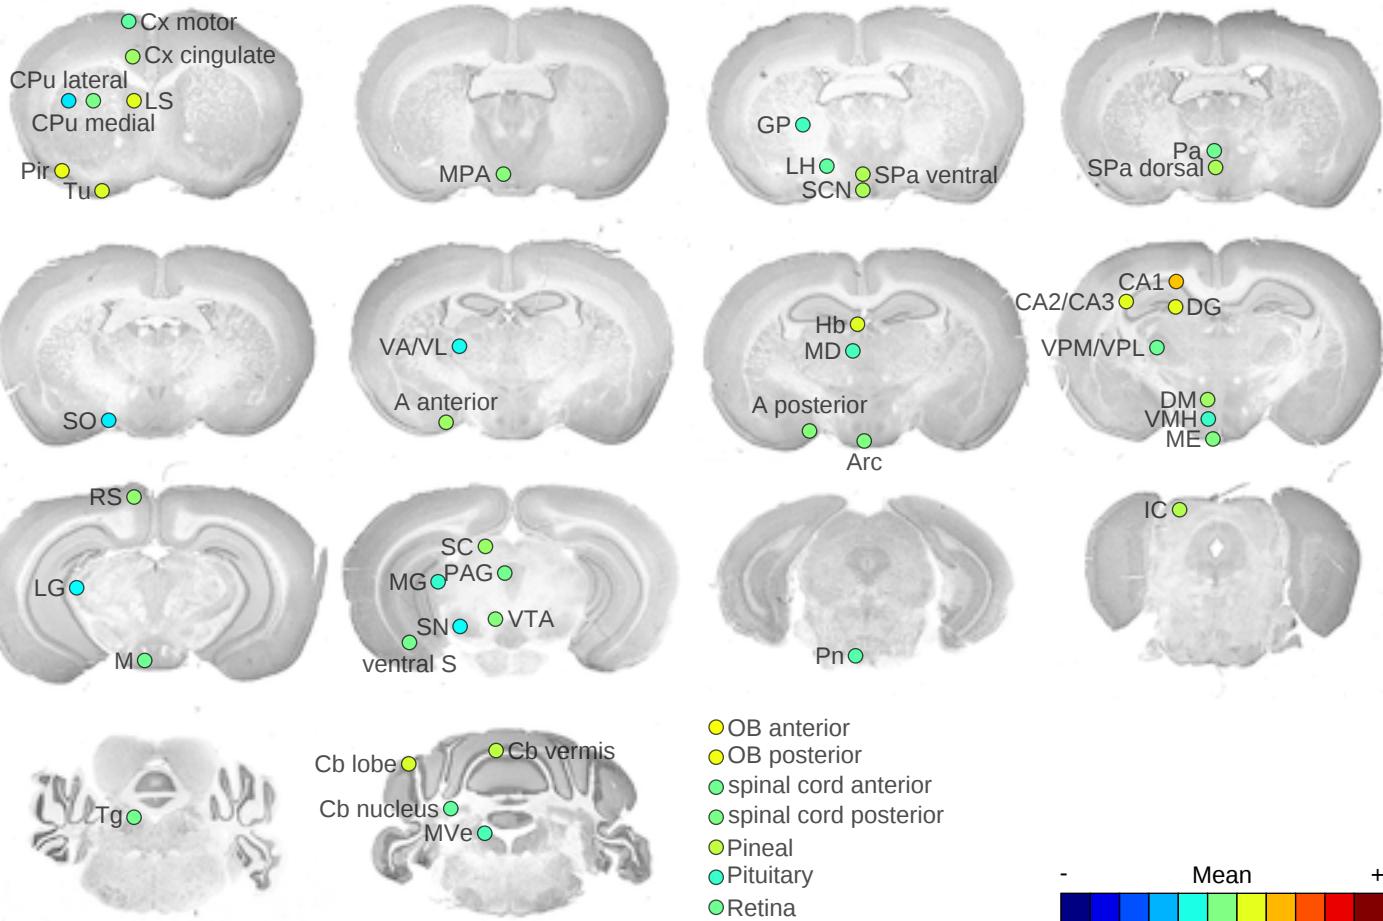 Cx motor
Cx cingulate
CPu lateral
LS
CPu medial
Pir
Tu
MPA
GP
LH
SPa ventral
SCN
Pa
SPa dorsal
SO
VA/VL
A anterior
Hb
MD
A posterior
Arc
CA1
CA2/CA3
DG
VPM/VPL
DM
VMH
ME
RS
LG
M
SC
MG
PAG
SN
VTA
ventral S
Pn
IC
Tg
Cb lobe
Cb vermis
Cb nucleus
MVe
OB anterior
OB posterior
spinal cord anterior
spinal cord posterior
Pineal
Pituitary
Retina
- Mean +